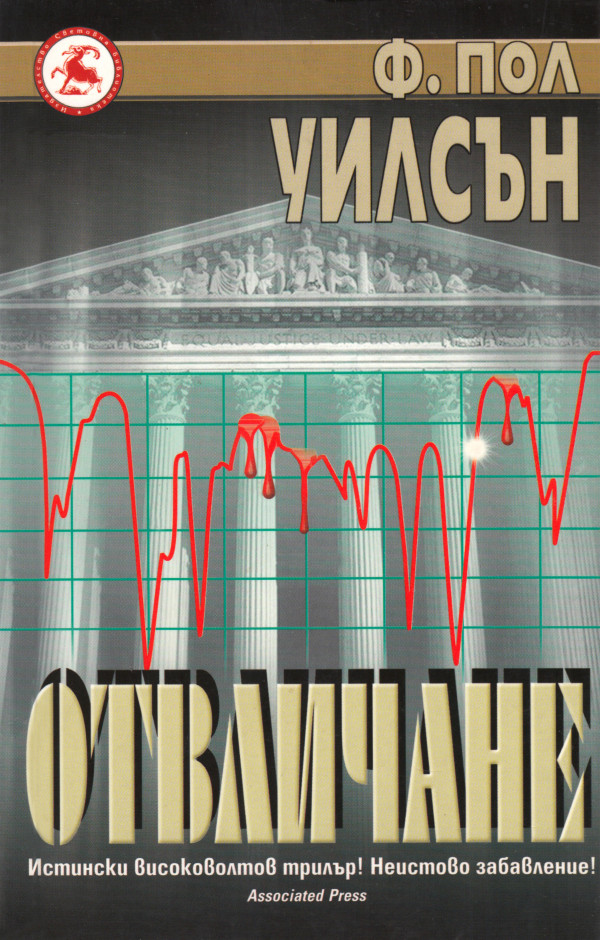 Издателство Световна библиотека
Ф. ПОЛ
УИЛСЪН
EQUAL JUSTICE UNDER LAW
ОТВЛИЧАНЕ
Истински високоволтов трилър! Неистово забавление!
Associated Press